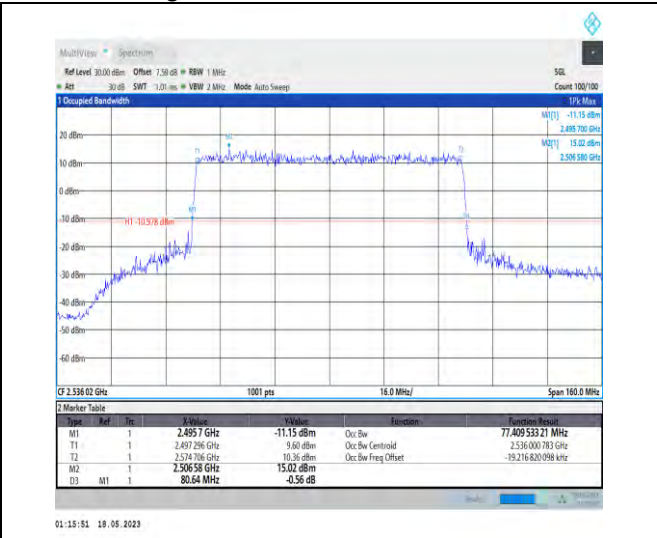 MultiView Spectrum
Ref Level 30.00 dBm Offset 7.58 dB RBW 1 MHz SGL
Att 30 dB SWT 1.01 ms VBW 2 MHz Mode Auto Sweep Count 100/100
1 Occupied Bandwidth 1Pk Max
M1[1] -11.15 dBm
2.495 700 GHz
M2[1] 15.02 dBm
2.506 580 GHz
20 dBm
M2
T1 T2
10 dBm
0 dBm
M1
-10 dBm
H1 -10.978 dBm
-20 dBm
-30 dBm
-40 dBm
-50 dBm
-60 dBm
CF 2.536 02 GHz 1001 pts 16.0 MHz/ Span 160.0 MHz
2 Marker Table
Type Ref Trc X-Value Y-Value Function Function Result
M1 1 2.495 7 GHz -11.15 dBm Occ Bw 77.409 533 21 MHz
T1 1 2.497 296 GHz 9.60 dBm Occ Bw Centroid 2.536 000 783 GHz
T2 1 2.574 706 GHz 10.36 dBm Occ Bw Freq Offset -19.216 820 098 kHz
M2 1 2.506 58 GHz 15.02 dBm
D3 M1 1 80.64 MHz -0.56 dB
01:15:51 18.05.2023